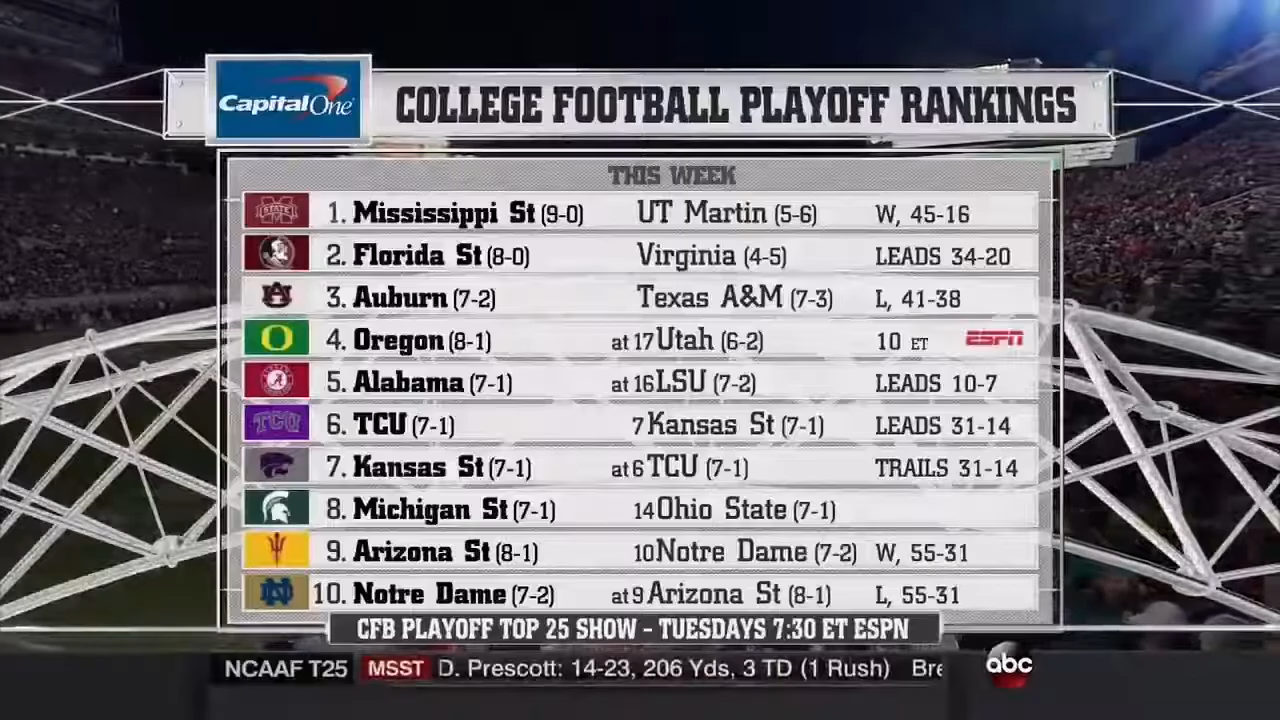 Capital One COLLEGE FOOTBALL PLAYOFF RANKINGS
THIS WEEK
STATE 1. Mississippi St (9-0) UT Martin (5-6) W, 45-16
2. Florida St (8-0) Virginia (4-5) LEADS 34-20
AU 3. Auburn (7-2) Texas A&M (7-3) L, 41-38
O 4. Oregon (8-1) at 17 Utah (6-2) 10 ET ESPN
A 5. Alabama (7-1) at 16 LSU (7-2) LEADS 10-7
TCU 6. TCU (7-1) 7 Kansas St (7-1) LEADS 31-14
7. Kansas St (7-1) at 6 TCU (7-1) TRAILS 31-14
8. Michigan St (7-1) 14 Ohio State (7-1)
9. Arizona St (8-1) 10 Notre Dame (7-2) W, 55-31
ND 10. Notre Dame (7-2) at 9 Arizona St (8-1) L, 55-31
CFB PLAYOFF TOP 25 SHOW - TUESDAYS 7:30 ET ESPN
NCAAF T25 MSST D. Prescott: 14-23, 206 Yds, 3 TD (1 Rush) Bre abc